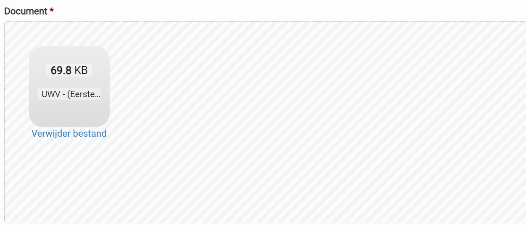 Document *
69.8 KB
UWV - (Eerste...
Verwijder bestand